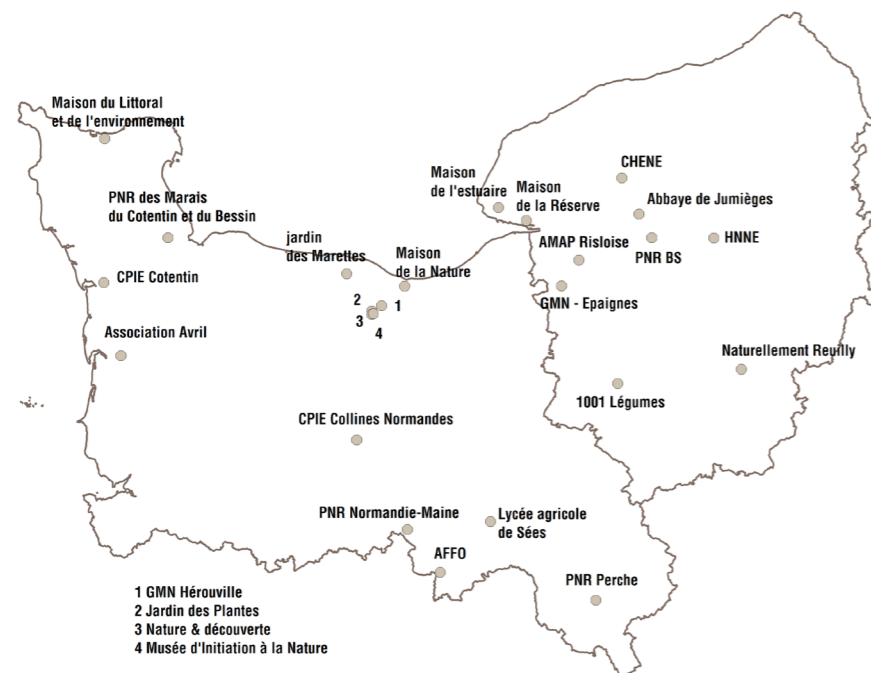 Maison du Littoral
et de l'environnement
PNR des Marais
du Cotentin et du Bessin
CPIE Cotentin
Association Avril
jardin
des Marettes
Maison
de la Nature
1
2
3
4
CPIE Collines Normandes
PNR Normandie-Maine
Lycée agricole
de Sées
AFFO
PNR Perche
Maison
de l'estuaire
Maison
de la Réserve
CHENE
Abbaye de Jumièges
AMAP Risloise
PNR BS
HNNE
GMN - Epaignes
Naturellement Reuilly
1001 Légumes
1 GMN Hérouville
2 Jardin des Plantes
3 Nature & découverte
4 Musée d'Initiation à la Nature